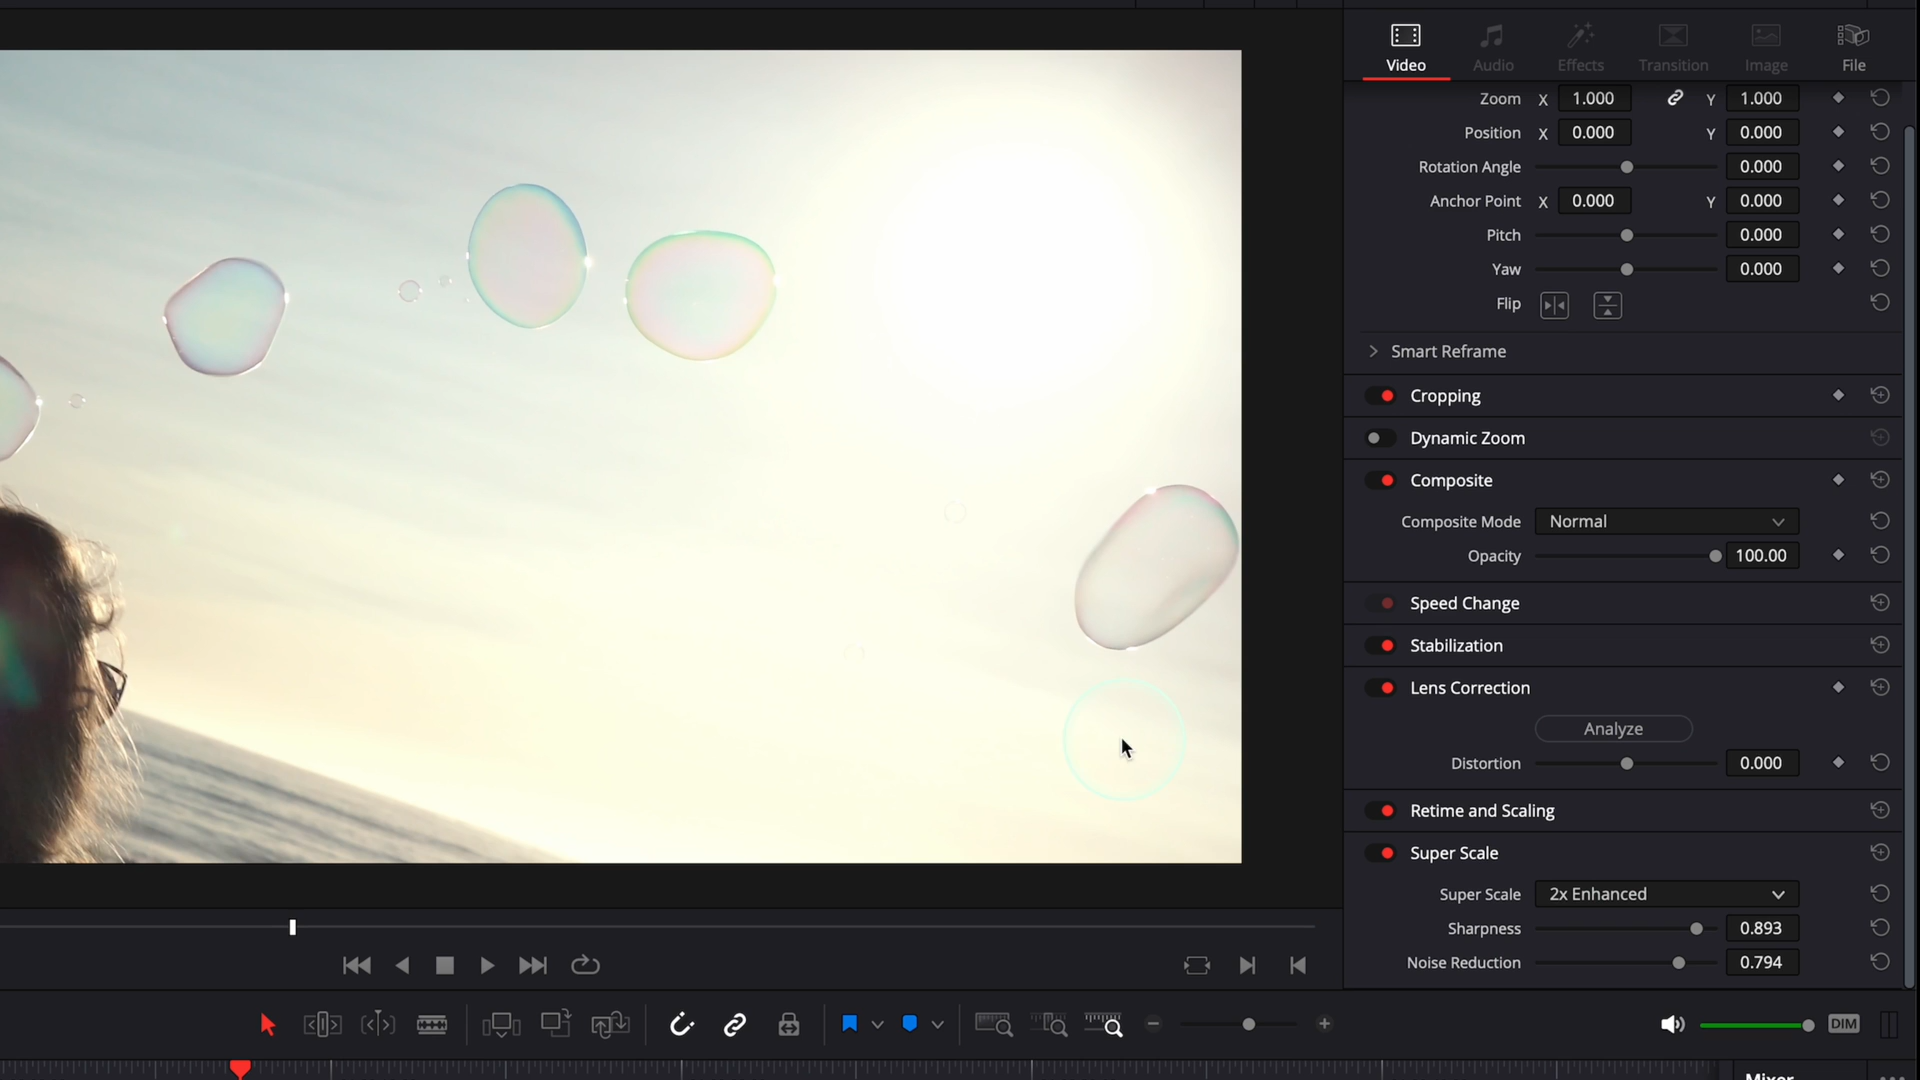 Video Audio Effects Transition Image File
Zoom X 1.000 Y 1.000
Position X 0.000 Y 0.000
Rotation Angle 0.000
Anchor Point X 0.000 Y 0.000
Pitch 0.000
Yaw 0.000
Flip
Smart Reframe
Cropping
Dynamic Zoom
Composite
Composite Mode Normal
Opacity 100.00
Speed Change
Stabilization
Lens Correction
Analyze
Distortion 0.000
Retime and Scaling
Super Scale
Super Scale 2x Enhanced
Sharpness 0.893
Noise Reduction 0.794
DIM
Mixer